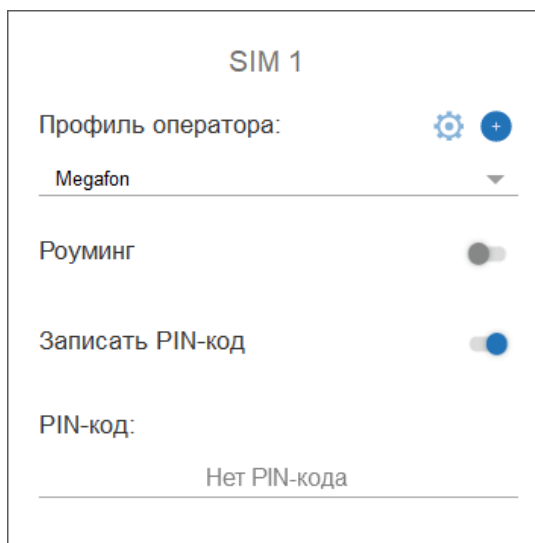 SIM 1
Профиль оператора:
Megafon
Роуминг
Записать PIN-код
PIN-код:
Нет PIN-кода